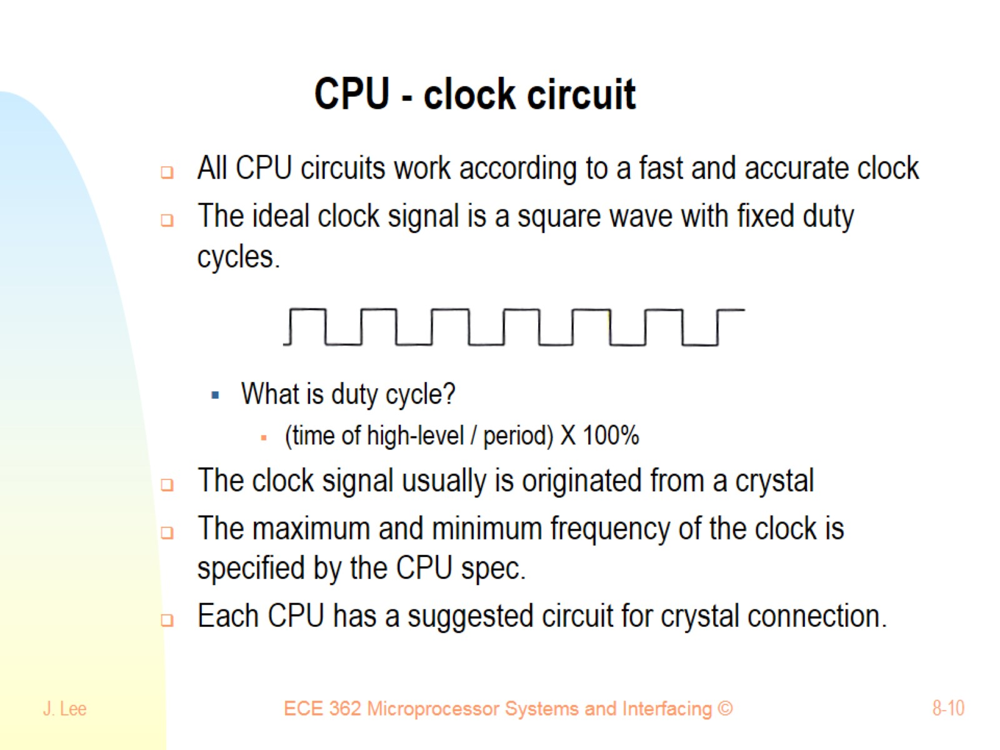 CPU - clock circuit
All CPU circuits work according to a fast and accurate clock
The ideal clock signal is a square wave with fixed duty
cycles.
What is duty cycle?
(time of high-level / period) X 100%
The clock signal usually is originated from a crystal
The maximum and minimum frequency of the clock is
specified by the CPU spec.
Each CPU has a suggested circuit for crystal connection.
J. Lee
ECE 362 Microprocessor Systems and Interfacing ©
8-10